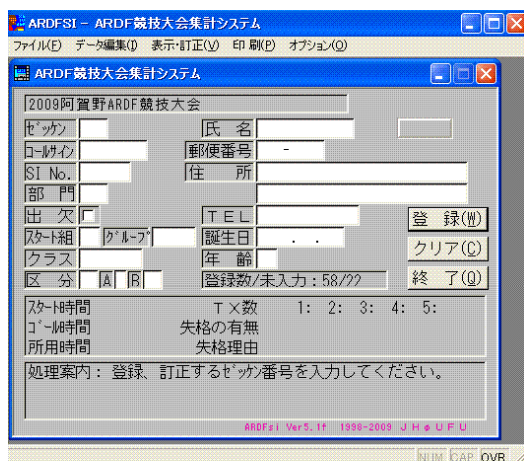 ARDFSI - ARDF競技大会集計システム
ファイル(F) データ編集(I) 表示・訂正(V) 印刷(P) オプション(O)
ARDF競技大会集計システム
2009阿賀野ARDF競技大会
ゼッケン 氏 名
コールサイン 郵便番号 -
SI No. 住 所
部 門
出 欠 TEL 登 録(W)
スタート組 グループ 誕生日 . . クリア(C)
クラス 年 齢
区 分 A B 登録数/未入力:58/?? 終 了(Q)
スタート時間 TX数 1: 2: 3: 4: 5:
ゴール時間 失格の有無
所用時間 失格理由
処理案内: 登録、訂正するゼッケン番号を入力してください。
ARDFsi Ver5.1f 1998-2009 JHφUFU
NUM CAP OVR